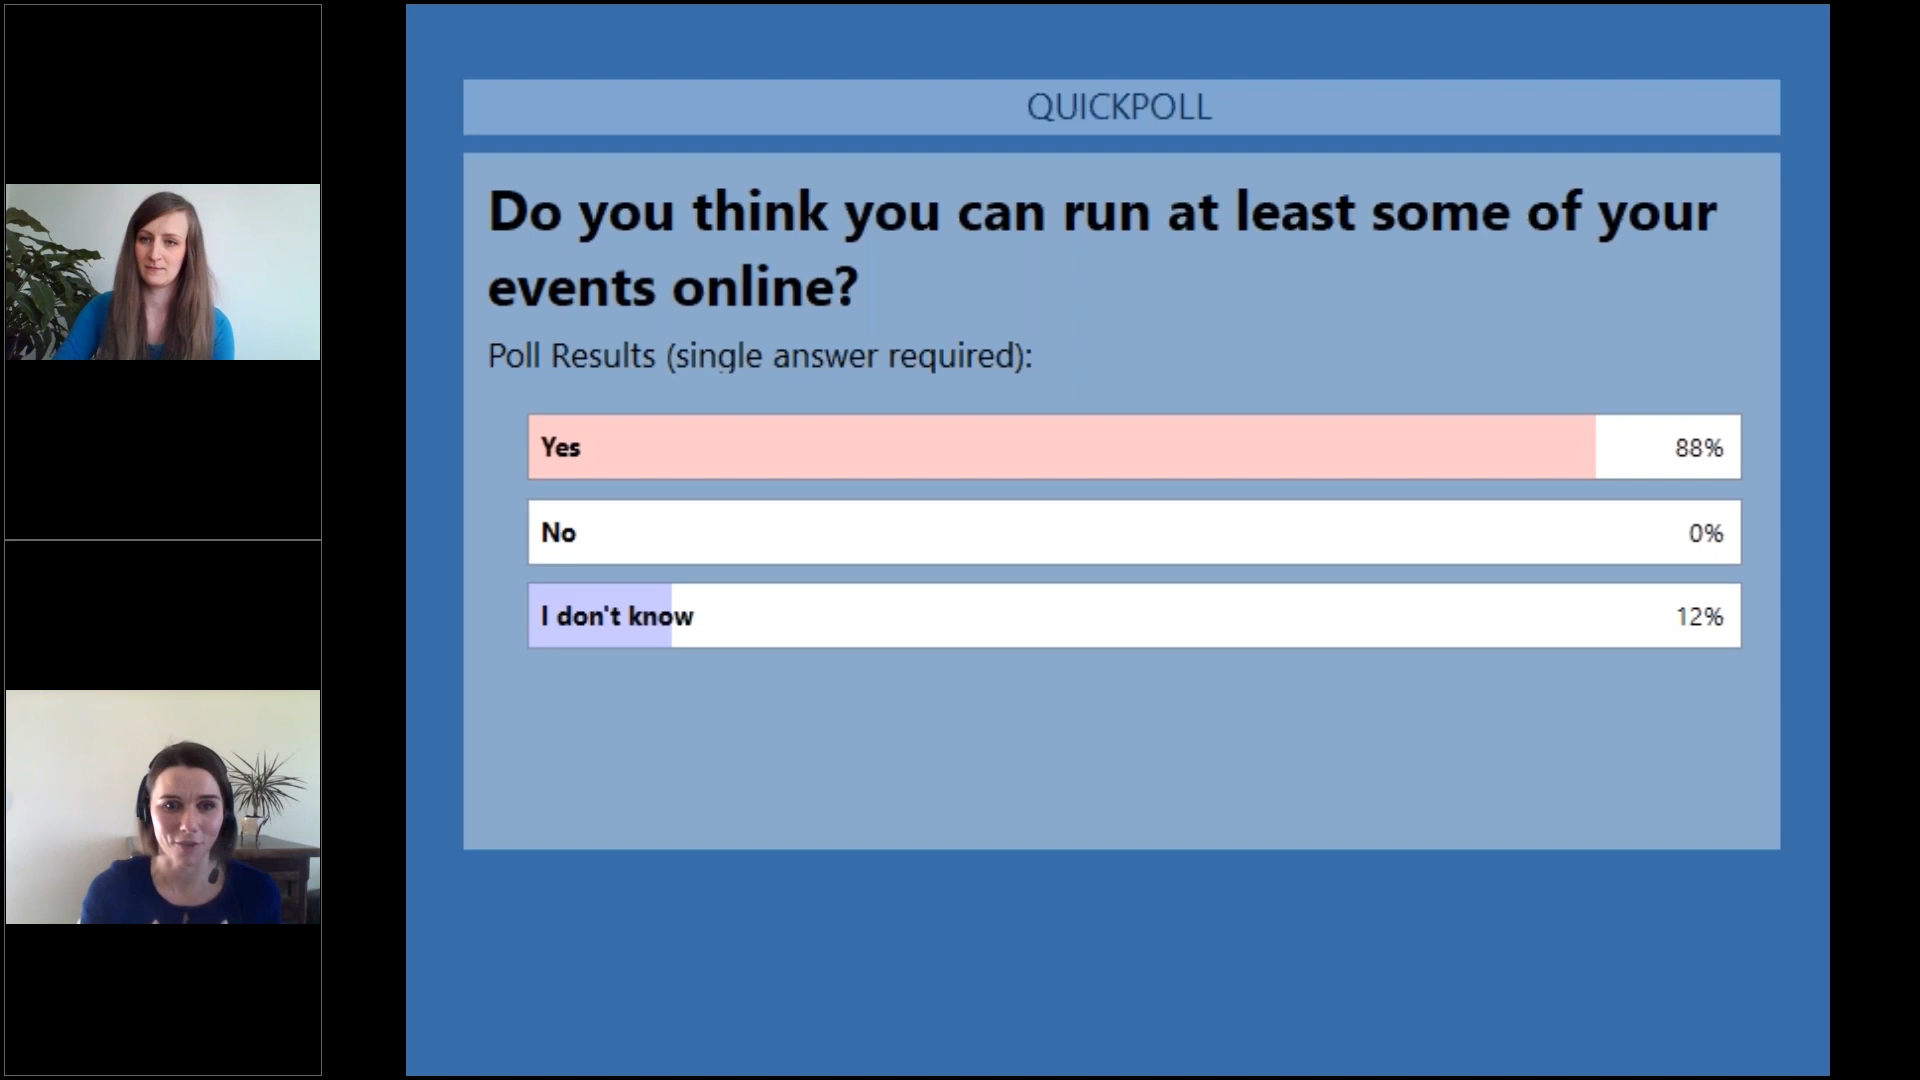 QUICKPOLL
Do you think you can run at least some of your
events online?
Poll Results (single answer required):
Yes 88%
No 0%
I don't know 12%